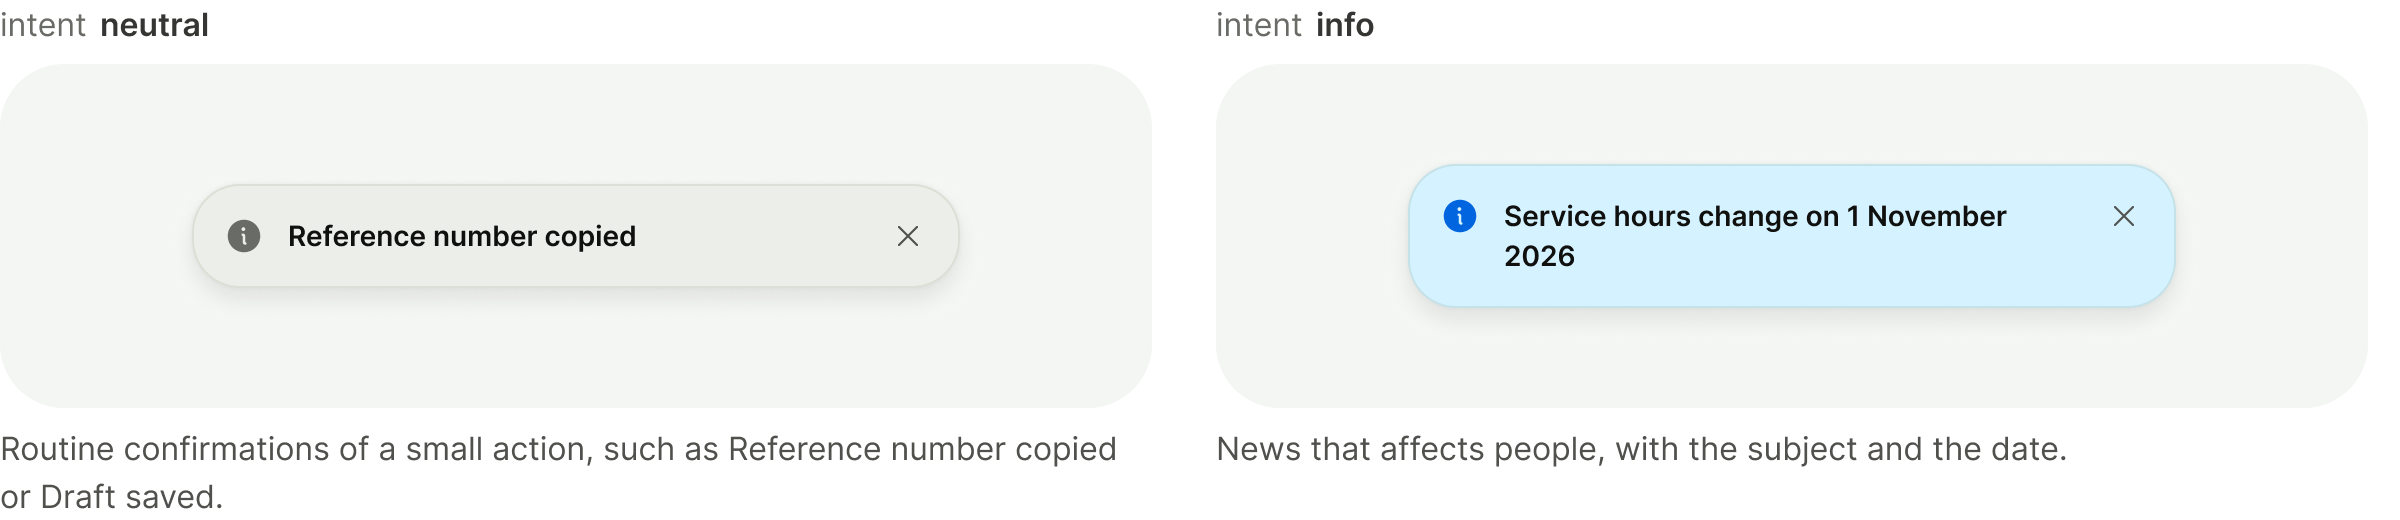 intent neutral
Reference number copied
Routine confirmations of a small action, such as Reference number copied
or Draft saved.
intent info
Service hours change on 1 November
2026
News that affects people, with the subject and the date.